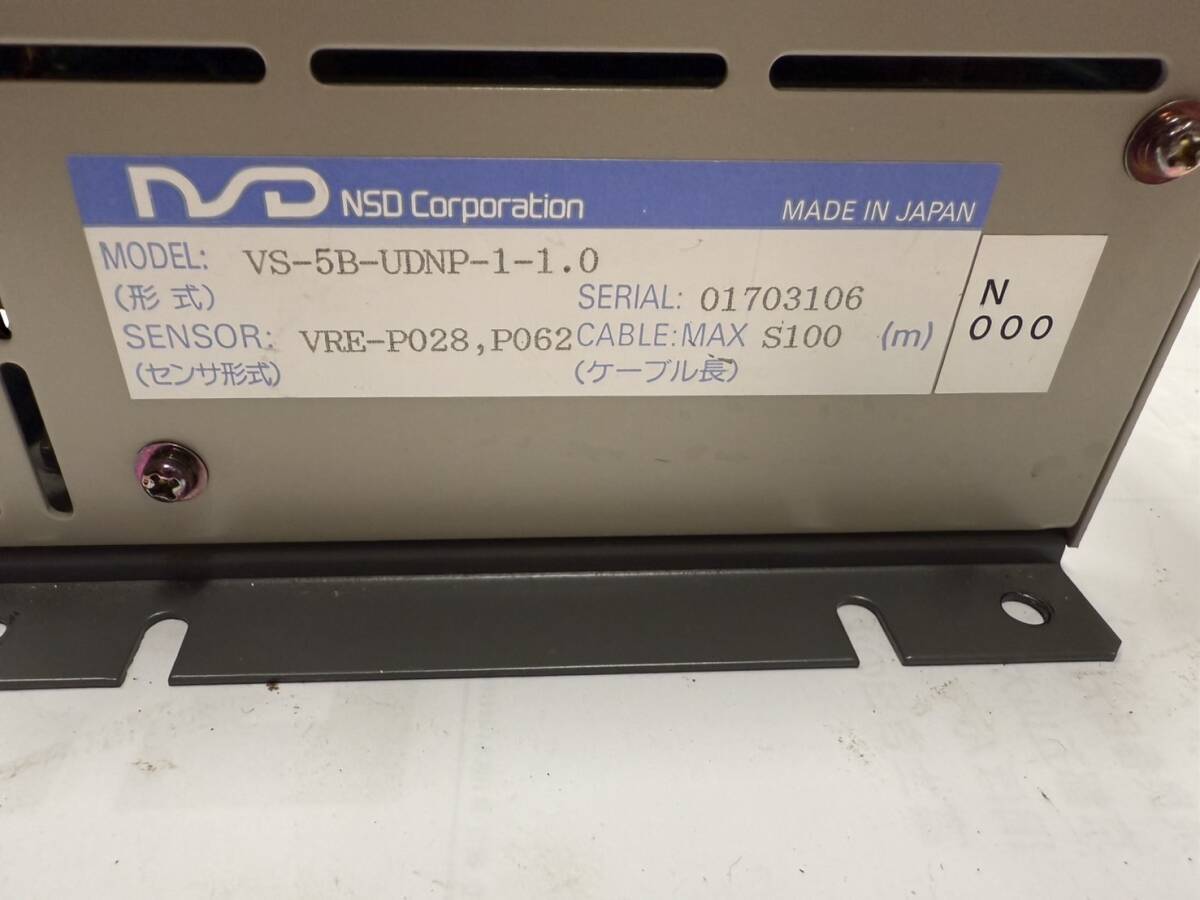 NSD NSD Corporation MADE IN JAPAN
MODEL: VS-5B-UDNP-1-1.0
(形式) SERIAL: 01703106
SENSOR: VRE-P028,P062 CABLE:MAX S100 (m)
(センサ形式) (ケーブル長)
N
000